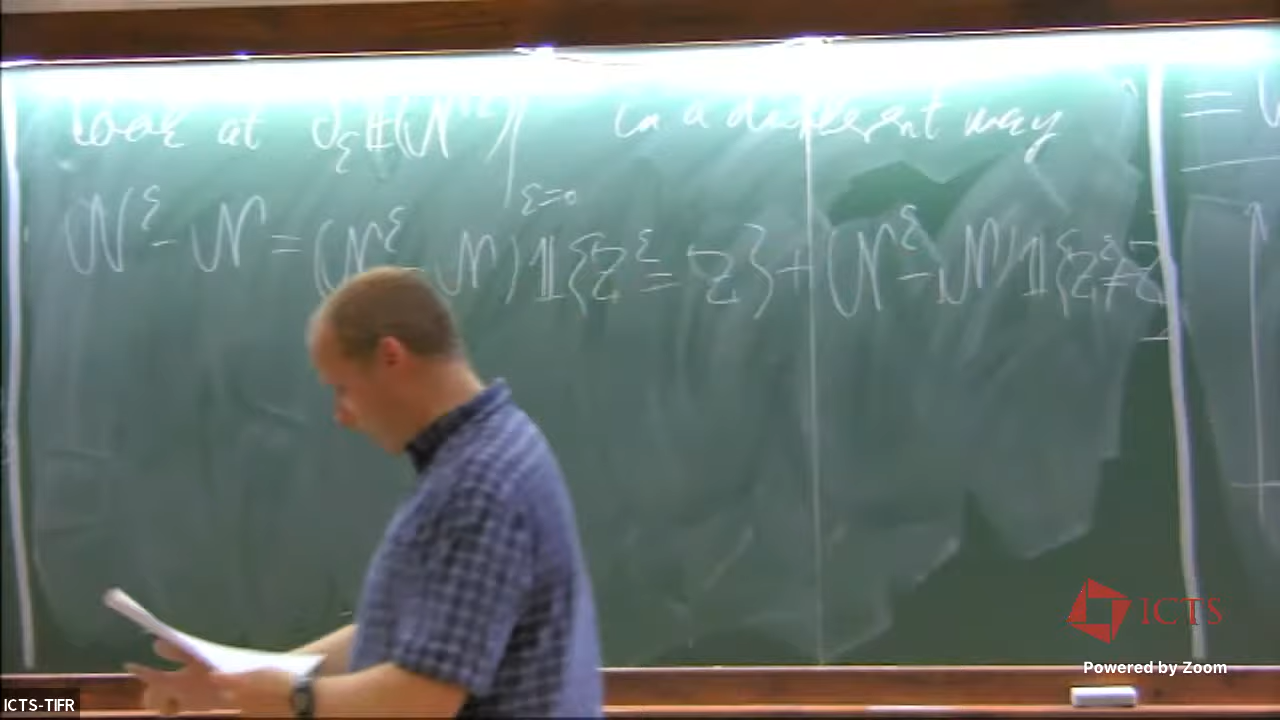 Look at ∂_ε E(N^ε)| in a different way
ε=0
N^ε - N = (N^ε - N) 𝟙{Z^ε = Z} + (N^ε - N) 𝟙{Z^ε ≠ Z
=
ICTS
Powered by Zoom
ICTS-TIFR